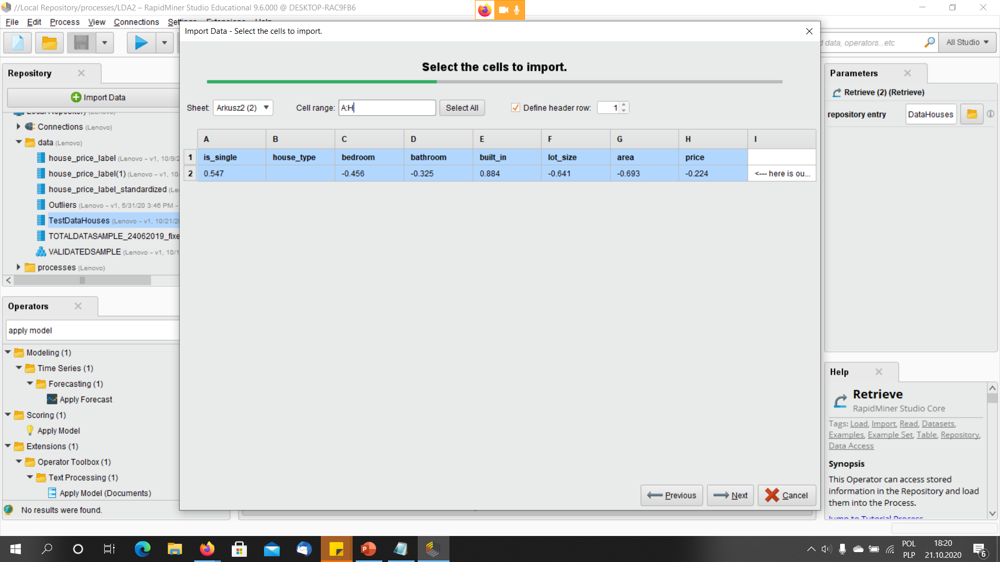 //Local Repository/processes/LDA2 – RapidMiner Studio Educational 9.6.000 @ DESKTOP-RAC9FB6
File Edit Process View Connections
Import Data - Select the cells to import.
data, operators...etc
All Studio
Select the cells to import.
Repository
Import Data
Connections (Lenovo)
data (Lenovo)
house_price_label (Lenovo – v1, 10/9/2
house_price_label(1) (Lenovo – v1, 10
house_price_label_standardized (Le
Outliers (Lenovo – v1, 5/31/20 3:46 PM –
TestDataHouses (Lenovo – v1, 10/21/2
TOTALDATASAMPLE_24062019_fixe
VALIDATEDSAMPLE (Lenovo – v1, 10/1
processes (Lenovo)
Sheet: Arkusz2 (2) Cell range: A:H Select All Define header row: 1
A B C D E F G H I
1 is_single house_type bedroom bathroom built_in lot_size area price
2 0.547 -0.456 -0.325 0.884 -0.641 -0.693 -0.224 <--- here is ou...
Parameters
Retrieve (2) (Retrieve)
repository entry DataHouses
Operators
apply model
Modeling (1)
Time Series (1)
Forecasting (1)
Apply Forecast
Scoring (1)
Apply Model
Extensions (1)
Operator Toolbox (1)
Text Processing (1)
Apply Model (Documents)
No results were found.
Previous Next Cancel
Help
Retrieve
RapidMiner Studio Core
Tags: Load, Import, Read, Datasets,
Examples, Example Set, Table, Repository,
Data Access
Synopsis
This Operator can access stored
information in the Repository and load
them into the Process.
POL
PLP
18:20
21.10.2020
6